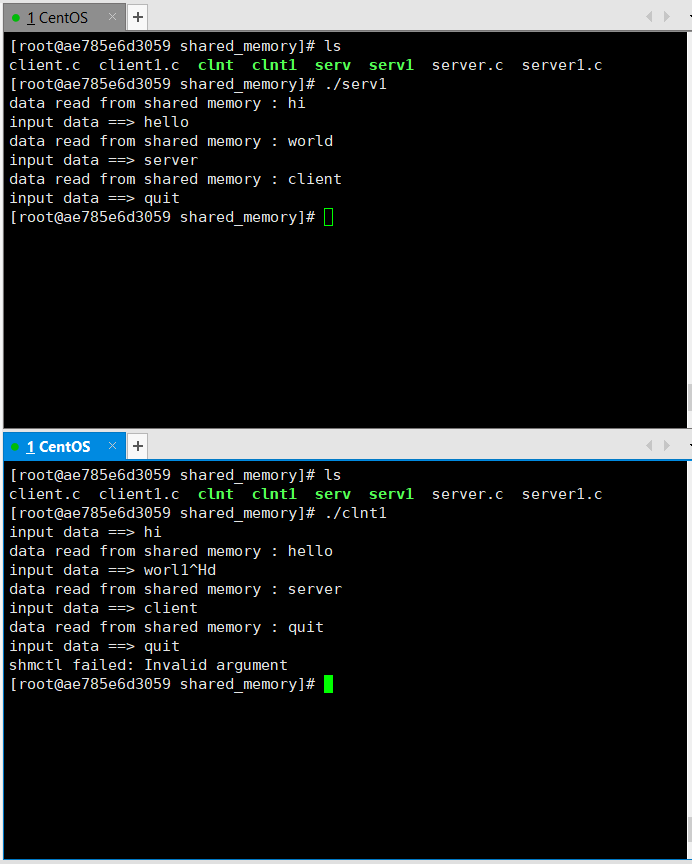 1 CentOS × +
[root@ae785e6d3059 shared_memory]# ls
client.c  client1.c  clnt  clnt1  serv  serv1  server.c  server1.c
[root@ae785e6d3059 shared_memory]# ./serv1
data read from shared memory : hi
input data ==> hello
data read from shared memory : world
input data ==> server
data read from shared memory : client
input data ==> quit
[root@ae785e6d3059 shared_memory]#
1 CentOS × +
[root@ae785e6d3059 shared_memory]# ls
client.c  client1.c  clnt  clnt1  serv  serv1  server.c  server1.c
[root@ae785e6d3059 shared_memory]# ./clnt1
input data ==> hi
data read from shared memory : hello
input data ==> worl1^Hd
data read from shared memory : server
input data ==> client
data read from shared memory : quit
input data ==> quit
shmctl failed: Invalid argument
[root@ae785e6d3059 shared_memory]#